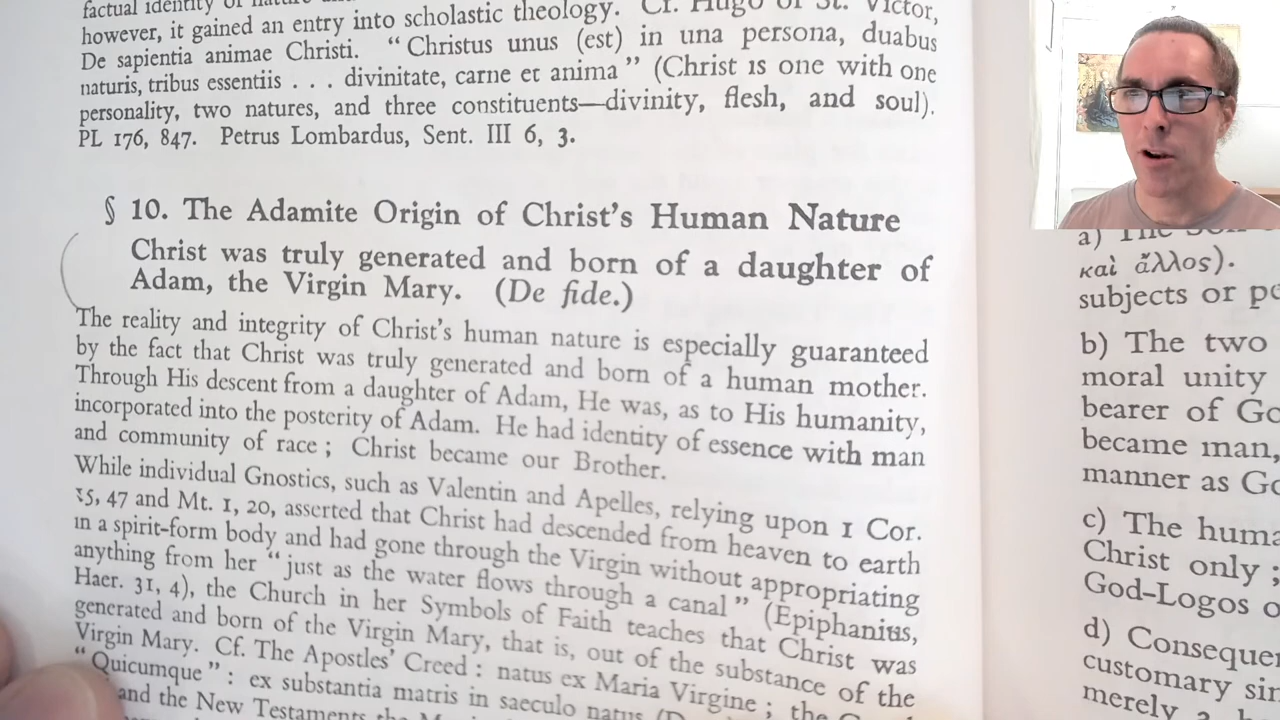 factual identity of nature
however, it gained an entry into scholastic theology. Cf. Hugo of St. Victor,
De sapientia animae Christi. “Christus unus (est) in una persona, duabus
naturis, tribus essentiis . . . divinitate, carne et anima” (Christ is one with one
personality, two natures, and three constituents—divinity, flesh, and soul).
PL 176, 847. Petrus Lombardus, Sent. III 6, 3.
§ 10. The Adamite Origin of Christ’s Human Nature
Christ was truly generated and born of a daughter of
Adam, the Virgin Mary. (De fide.)
The reality and integrity of Christ’s human nature is especially guaranteed
by the fact that Christ was truly generated and born of a human mother.
Through His descent from a daughter of Adam, He was, as to His humanity,
incorporated into the posterity of Adam. He had identity of essence with man
and community of race; Christ became our Brother.
While individual Gnostics, such as Valentin and Apelles, relying upon 1 Cor.
15, 47 and Mt. 1, 20, asserted that Christ had descended from heaven to earth
in a spirit-form body and had gone through the Virgin without appropriating
anything from her “just as the water flows through a canal” (Epiphanius,
Haer. 31, 4), the Church in her Symbols of Faith teaches that Christ was
generated and born of the Virgin Mary, that is, out of the substance of the
Virgin Mary. Cf. The Apostles’ Creed: natus ex Maria Virgine; the
“Quicumque”: ex substantia matris in saeculo natus
and the New Testaments the
a) The Son
καὶ ἄλλος).
subjects or
b) The two
moral unity
bearer of
became man,
manner as
c) The
Christ only;
God-Logos
d)
customary
merely